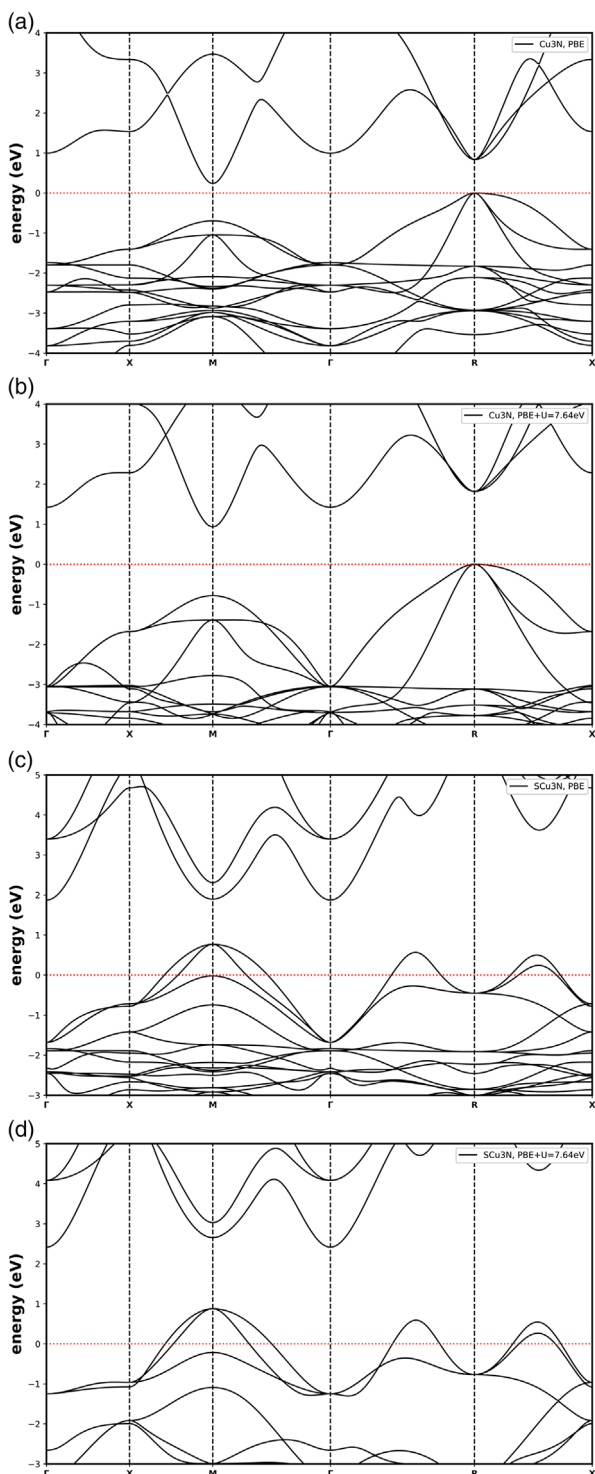 (a)
4
Cu3N, PBE
3
2
1
0
−1
−2
−3
−4
energy (eV)
Γ X M Γ R X
(b)
4
Cu3N, PBE+U=7.64eV
3
2
1
0
−1
−2
−3
−4
energy (eV)
Γ X M Γ R X
(c)
5
SCu3N, PBE
4
3
2
1
0
−1
−2
−3
energy (eV)
Γ X M Γ R X
(d)
5
SCu3N, PBE+U=7.64eV
4
3
2
1
0
−1
−2
−3
energy (eV)
Γ X M Γ R X